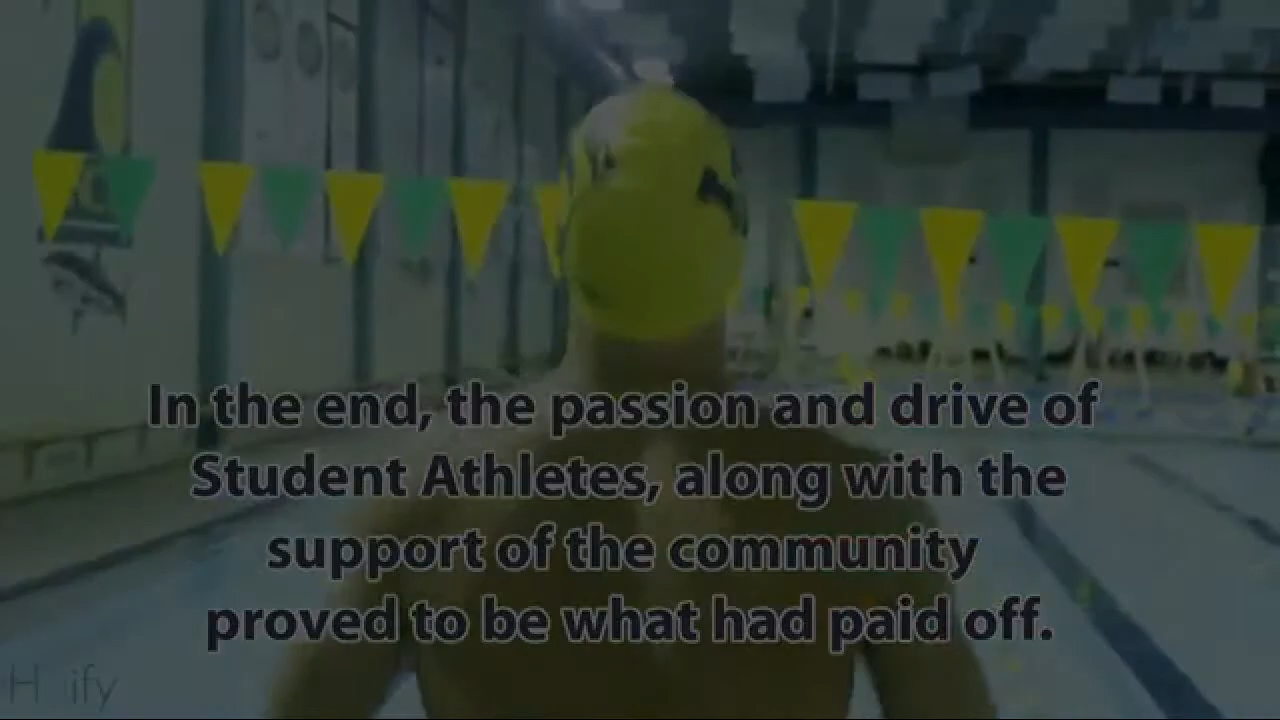 In the end, the passion and drive of
Student Athletes, along with the
support of the community
proved to be what had paid off.